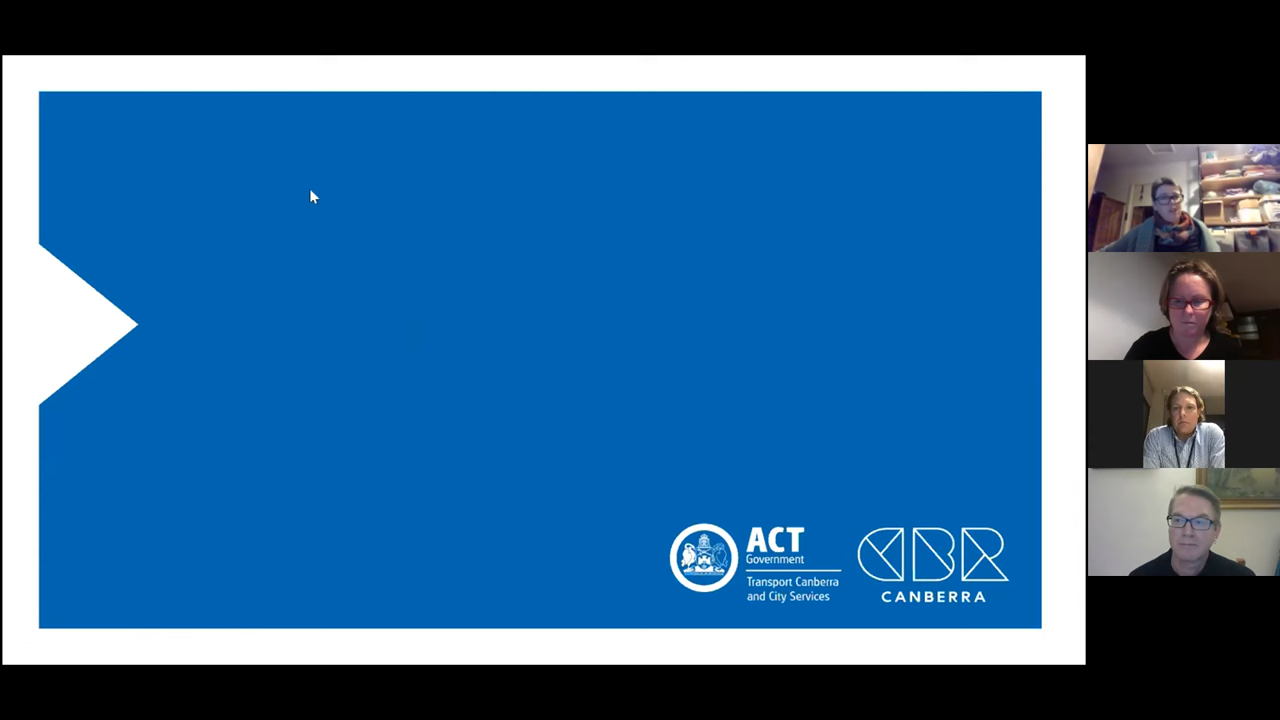 ACT
Government
Transport Canberra
and City Services
CBR
CANBERRA